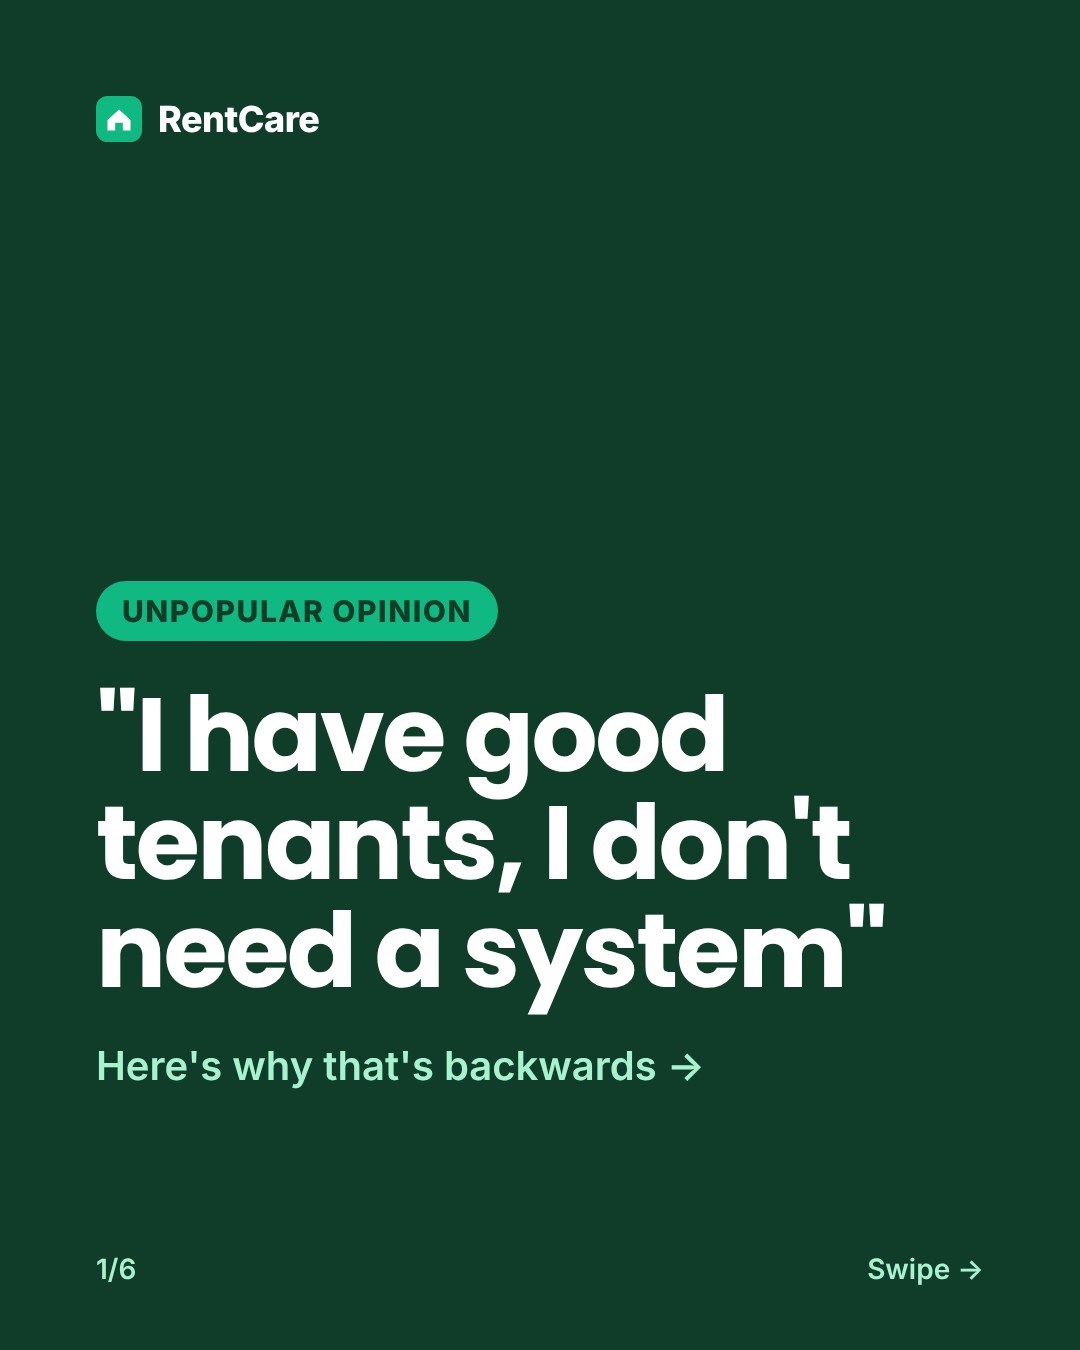 RentCare
UNPOPULAR OPINION
"I have good
tenants, I don't
need a system"
Here's why that's backwards →
1/6
Swipe →